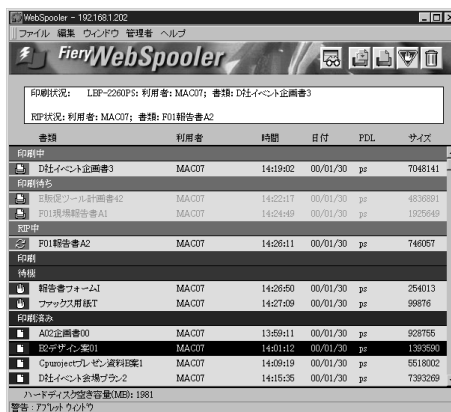 WebSpooler - 192.168.1.202
ファイル 編集 ウィンドウ 管理者 ヘルプ
Fiery WebSpooler
印刷状況: LBP-2260PS: 利用者: MAC07; 書類: D社イベント企画書3
RIP状況: 利用者: MAC07; 書類: F01報告書A2
書類 利用者 時間 日付 PDL サイズ
印刷中
D社イベント企画書3 MAC07 14:19:02 00/01/30 ps 7048141
印刷待ち
E販促ツール計画書42 MAC07 14:22:17 00/01/30 ps 4836891
F01現場報告書A1 MAC07 14:24:49 00/01/30 ps 1925649
RIP中
F01報告書A2 MAC07 14:26:11 00/01/30 ps 746057
印刷
待機
報告書フォームI MAC07 14:26:50 00/01/30 ps 254013
ファックス用紙T MAC07 14:27:09 00/01/30 ps 99876
印刷済み
A02企画書00 MAC07 13:59:11 00/01/30 ps 928755
B2デザイン案01 MAC07 14:01:12 00/01/30 ps 1393590
Cpurojectプレゼン資料B案1 MAC07 14:09:19 00/01/30 ps 5518002
D社イベント会場プラン2 MAC07 14:15:35 00/01/30 ps 7393269
ハードディスク空き容量(MB): 1981
警告 : アプレット ウィンドウ